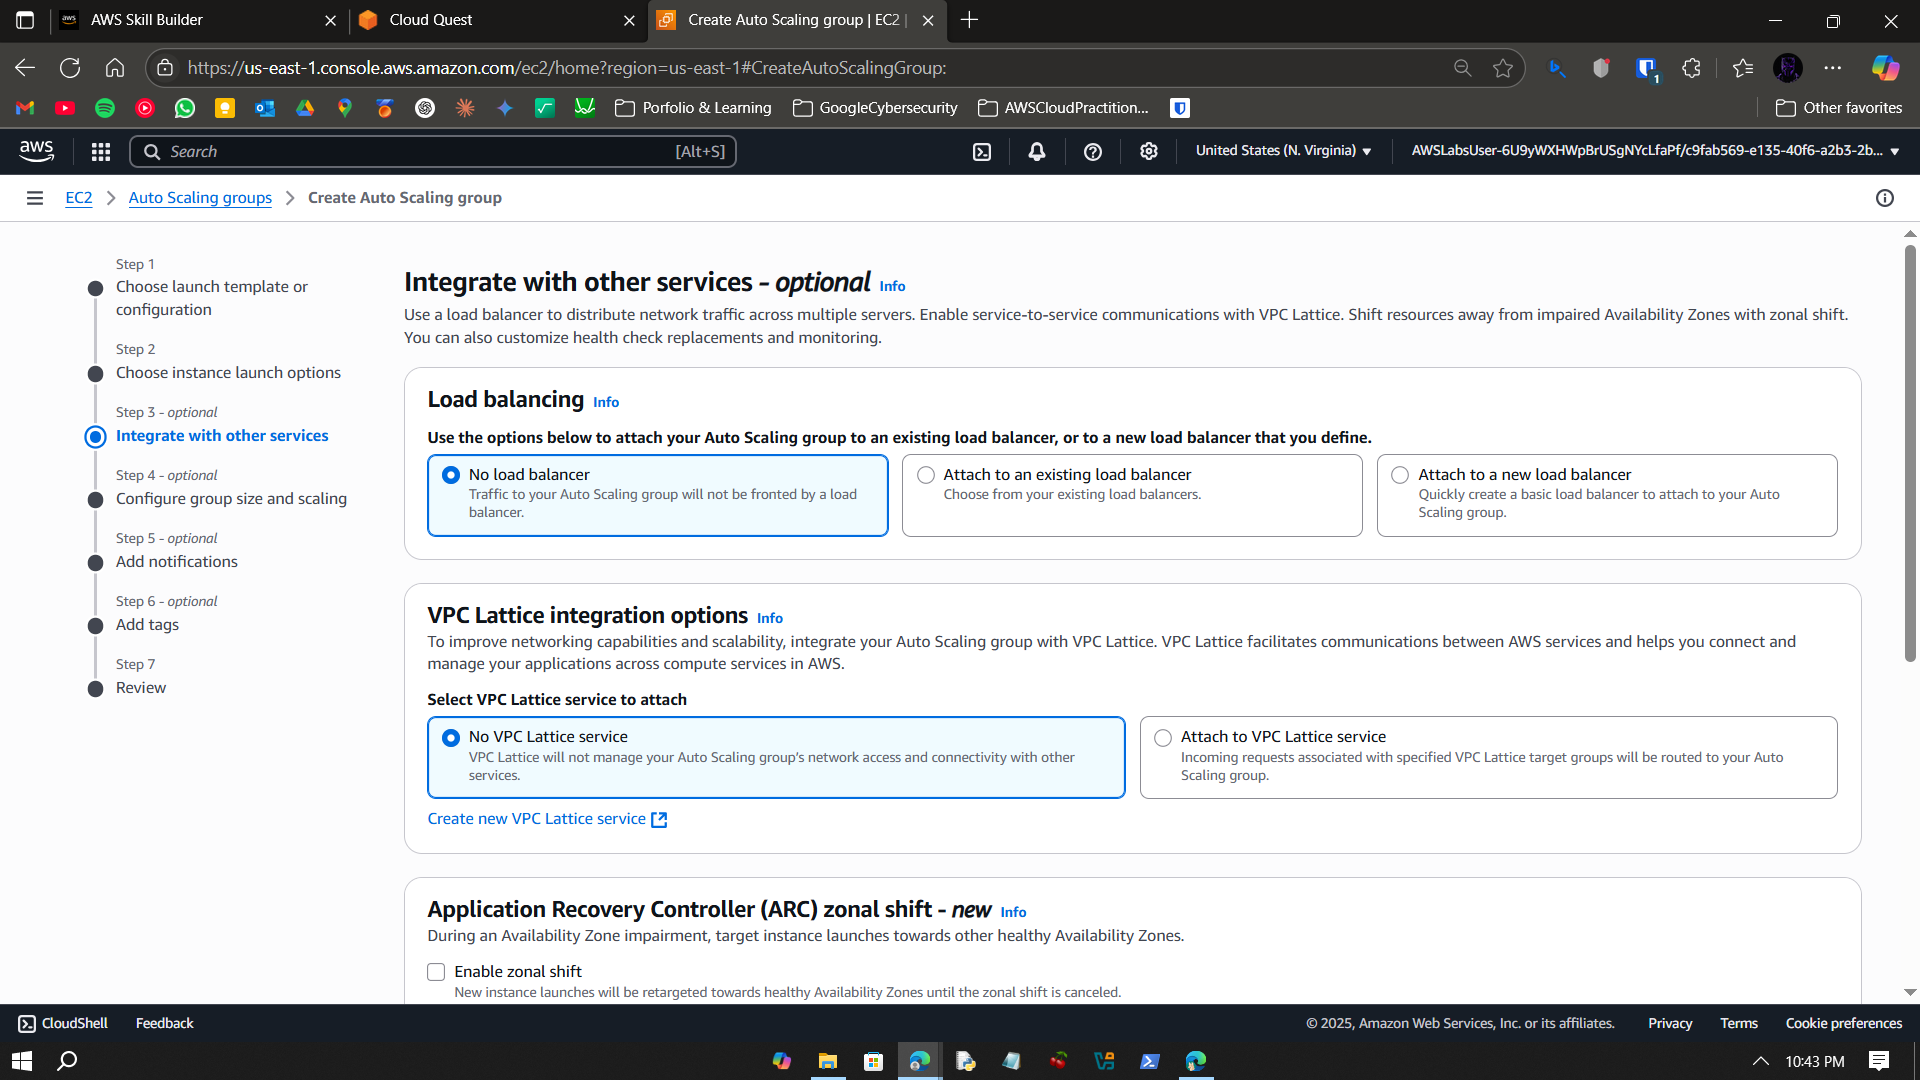 AWS Skill Builder
Cloud Quest
Create Auto Scaling group | EC2 |
https://us-east-1.console.aws.amazon.com/ec2/home?region=us-east-1#CreateAutoScalingGroup:
1
Porfolio & Learning
GoogleCybersecurity
AWSCloudPractition...
Other favorites
aws
Search
[Alt+S]
United States (N. Virginia)
AWSLabsUser-6U9yWXHWpBrUSgNYcLfaPf/c9fab569-e135-40f6-a2b3-2b...
EC2
Auto Scaling groups
Create Auto Scaling group
Step 1
Choose launch template or
configuration
Step 2
Choose instance launch options
Step 3 - optional
Integrate with other services
Step 4 - optional
Configure group size and scaling
Step 5 - optional
Add notifications
Step 6 - optional
Add tags
Step 7
Review
Integrate with other services - optional Info
Use a load balancer to distribute network traffic across multiple servers. Enable service-to-service communications with VPC Lattice. Shift resources away from impaired Availability Zones with zonal shift.
You can also customize health check replacements and monitoring.
Load balancing Info
Use the options below to attach your Auto Scaling group to an existing load balancer, or to a new load balancer that you define.
No load balancer
Traffic to your Auto Scaling group will not be fronted by a load
balancer.
Attach to an existing load balancer
Choose from your existing load balancers.
Attach to a new load balancer
Quickly create a basic load balancer to attach to your Auto
Scaling group.
VPC Lattice integration options Info
To improve networking capabilities and scalability, integrate your Auto Scaling group with VPC Lattice. VPC Lattice facilitates communications between AWS services and helps you connect and
manage your applications across compute services in AWS.
Select VPC Lattice service to attach
No VPC Lattice service
VPC Lattice will not manage your Auto Scaling group's network access and connectivity with other
services.
Attach to VPC Lattice service
Incoming requests associated with specified VPC Lattice target groups will be routed to your Auto
Scaling group.
Create new VPC Lattice service
Application Recovery Controller (ARC) zonal shift - new Info
During an Availability Zone impairment, target instance launches towards other healthy Availability Zones.
Enable zonal shift
New instance launches will be retargeted towards healthy Availability Zones until the zonal shift is canceled.
CloudShell
Feedback
© 2025, Amazon Web Services, Inc. or its affiliates.
Privacy
Terms
Cookie preferences
10:43 PM